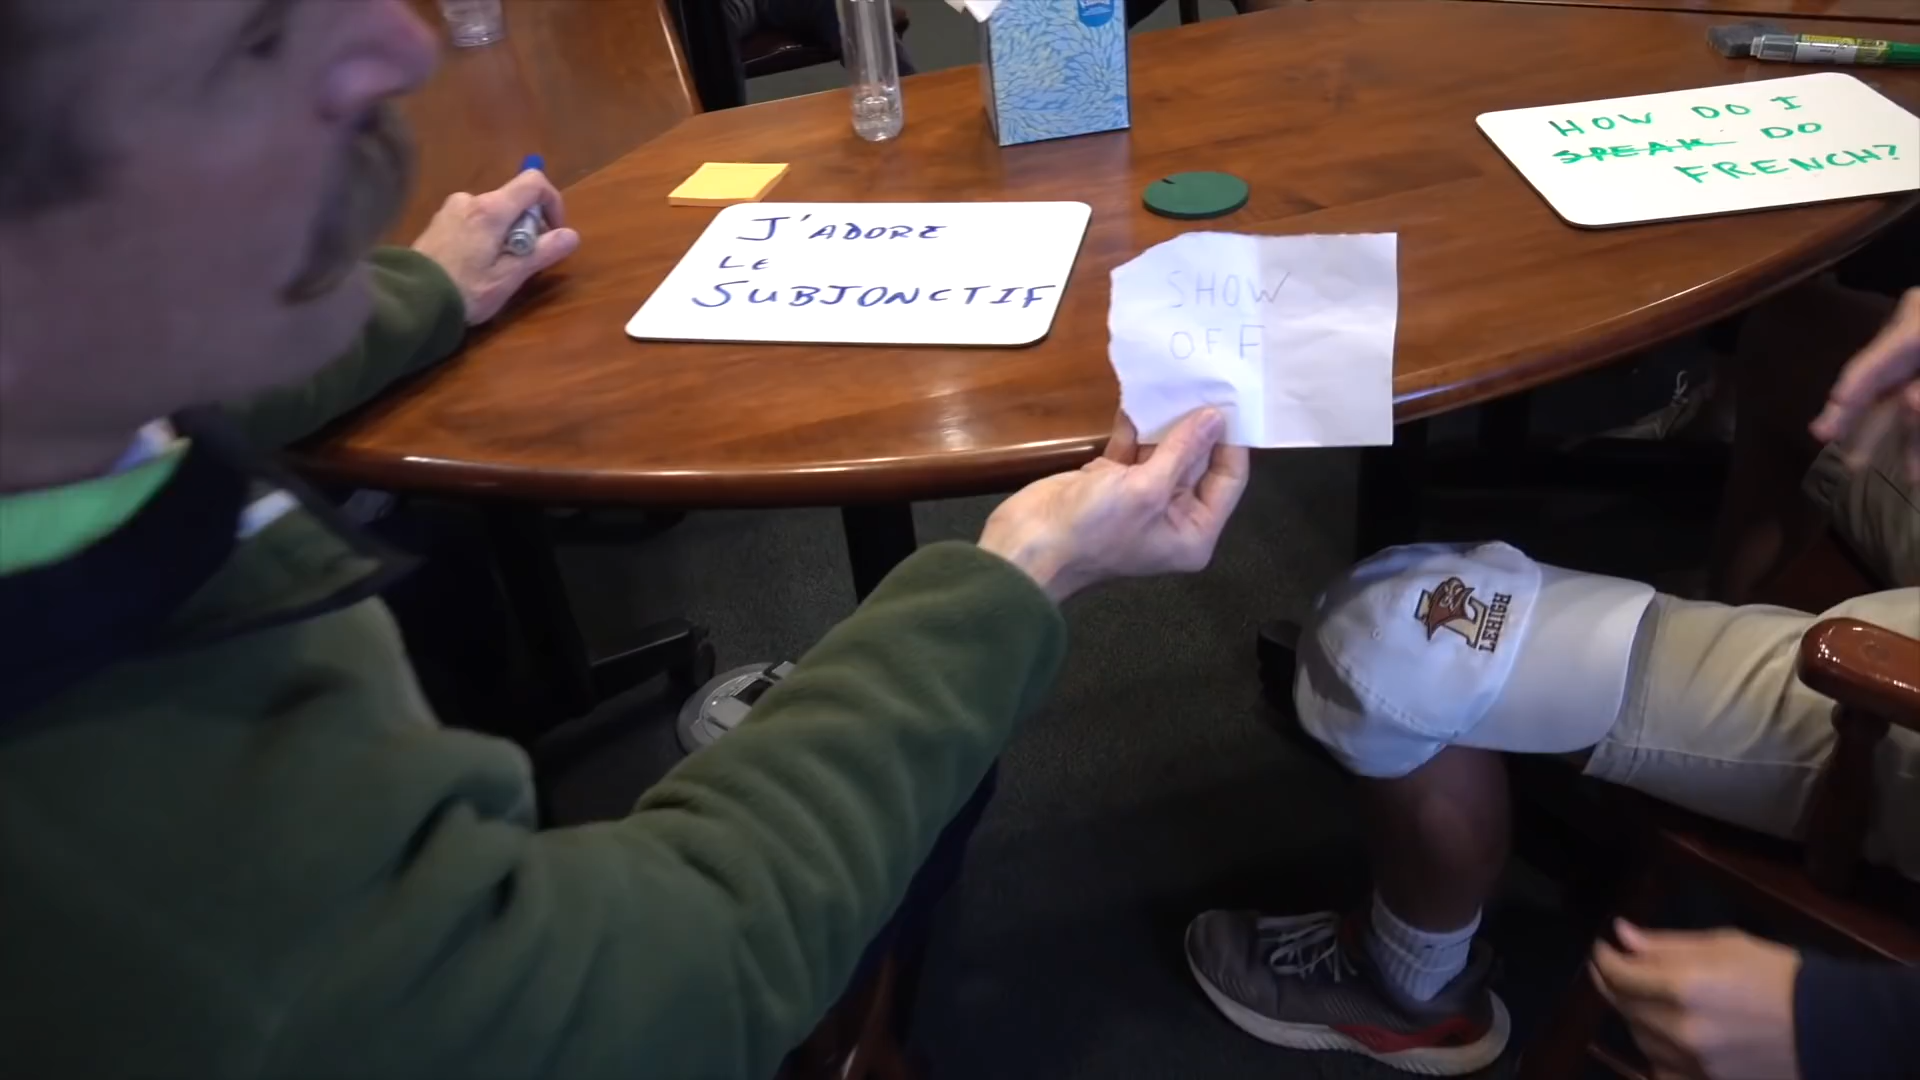 J'ADORE
LE
SUBJONCTIF
SHOW
OFF
HOW DO I
SPEAK DO
FRENCH?
L
LEHIGH